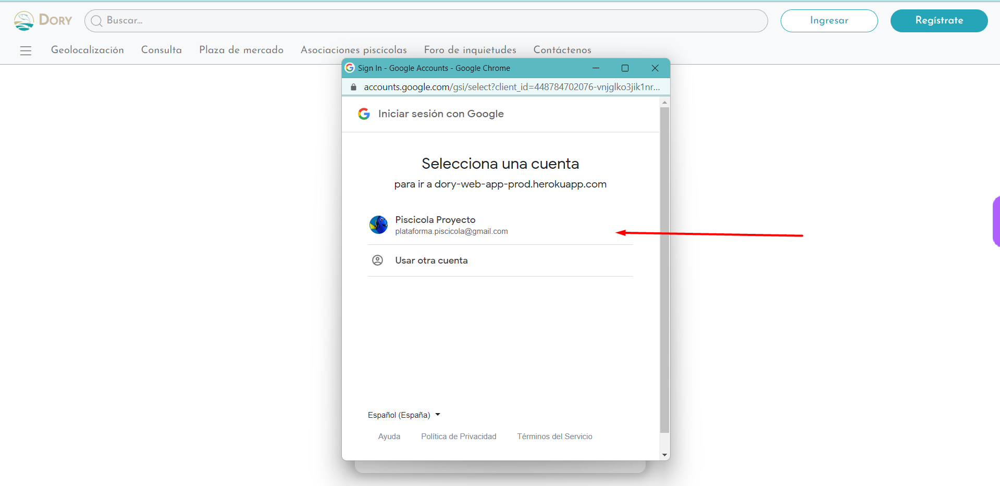 DORY
Buscar...
Ingresar
Regístrate
Geolocalización
Consulta
Plaza de mercado
Asociaciones piscícolas
Foro de inquietudes
Contáctenos
Sign In - Google Accounts - Google Chrome
accounts.google.com/gsi/select?client_id=448784702076-vnjglko3jik1nr...
Iniciar sesión con Google
Selecciona una cuenta
para ir a dory-web-app-prod.herokuapp.com
Piscicola Proyecto
plataforma.piscicola@gmail.com
Usar otra cuenta
Español (España)
Ayuda
Política de Privacidad
Términos del Servicio